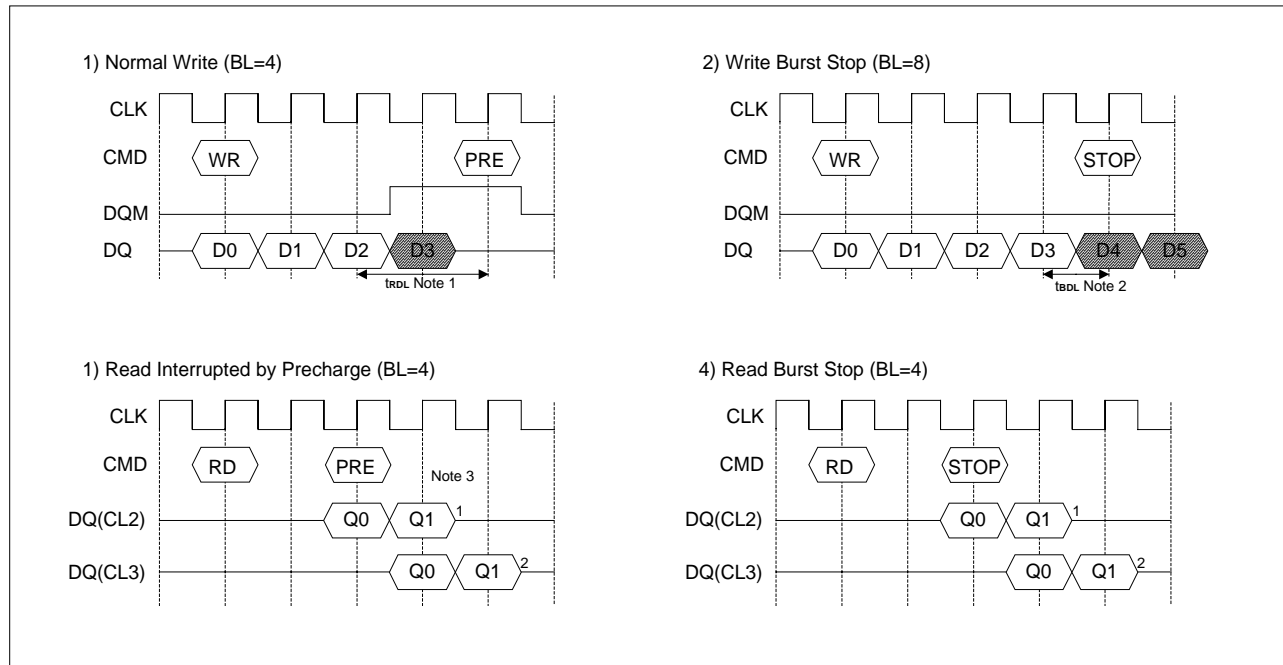 1) Normal Write (BL=4)
CLK
CMD
WR
PRE
DQM
DQ
D0
D1
D2
D3
tRDL Note 1
2) Write Burst Stop (BL=8)
CLK
CMD
WR
STOP
DQM
DQ
D0
D1
D2
D3
D4
D5
tBDL Note 2
1) Read Interrupted by Precharge (BL=4)
CLK
CMD
RD
PRE
Note 3
DQ(CL2)
Q0
Q1
1
DQ(CL3)
Q0
Q1
2
4) Read Burst Stop (BL=4)
CLK
CMD
RD
STOP
DQ(CL2)
Q0
Q1
1
DQ(CL3)
Q0
Q1
2